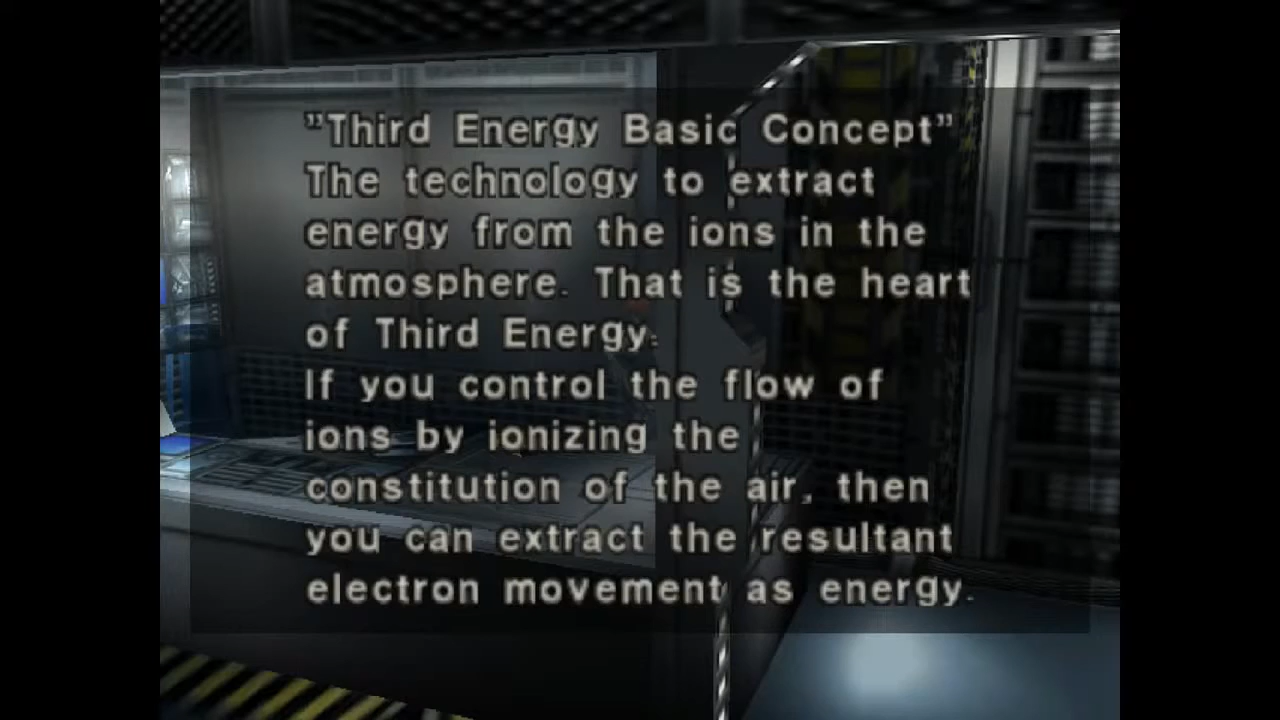 "Third Energy Basic Concept"
The technology to extract
energy from the ions in the
atmosphere. That is the heart
of Third Energy.
If you control the flow of
ions by ionizing the
constitution of the air, then
you can extract the resultant
electron movement as energy.